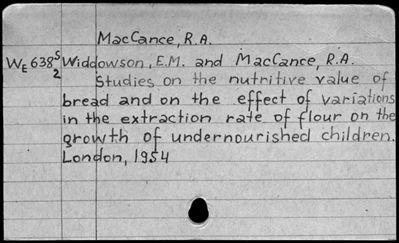 MacCance, R.A.
WE 638 S/2 Widdowson, E.M. and MacCance, R.A.
Studies on the nutritive value of
bread and on the effect of variations
in the extraction rate of flour on the
growth of undernourished children.
London, 1954